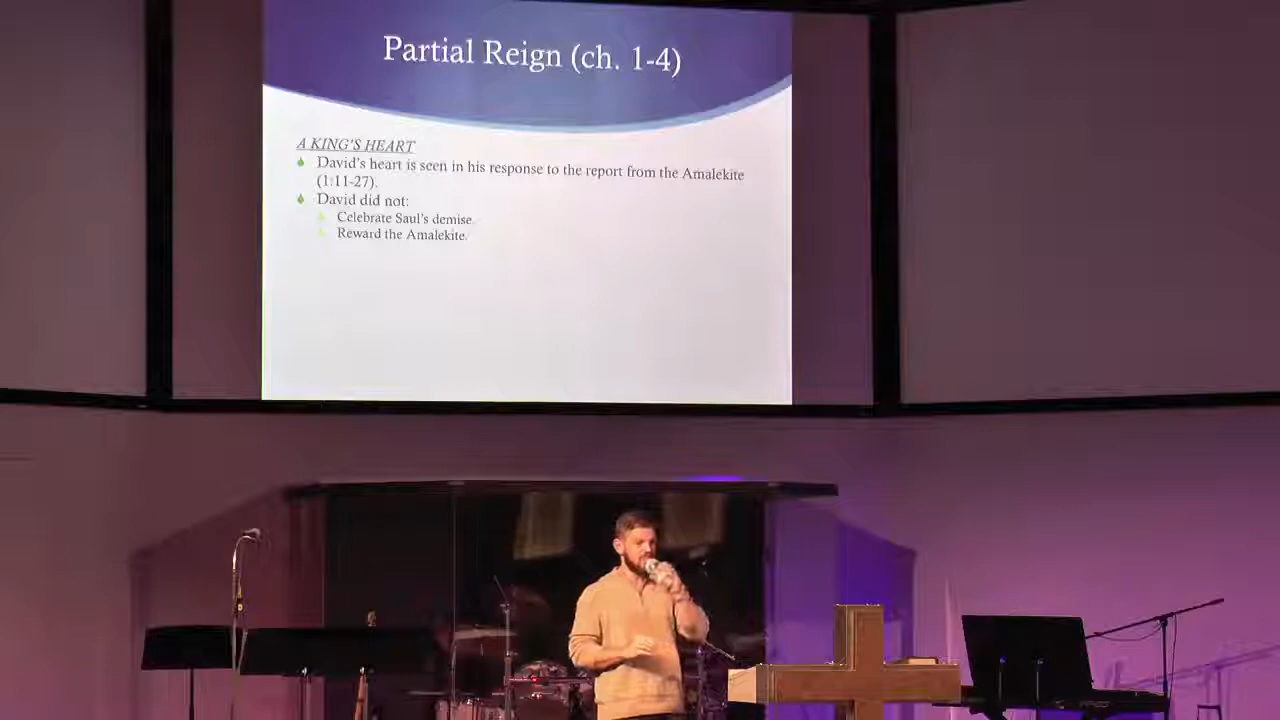 Partial Reign (ch. 1-4)
A KING'S HEART
David's heart is seen in his response to the report from the Amalekite
(1:11-27).
David did not:
Celebrate Saul's demise.
Reward the Amalekite.